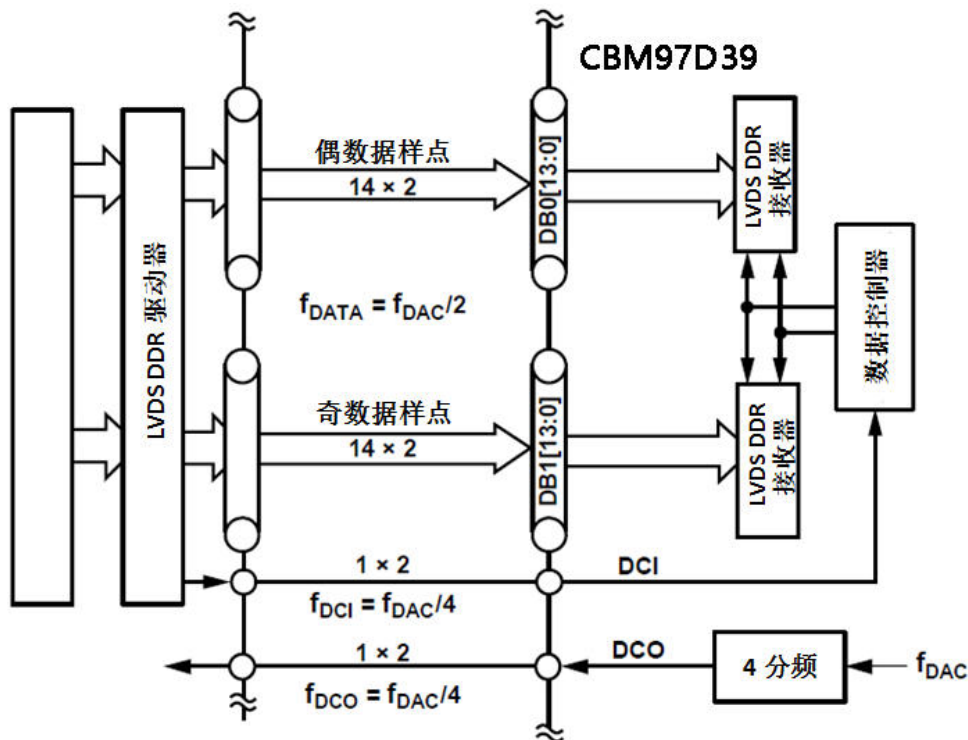 CBM97D39
LVDS DDR 驱动器
偶数据样点
14 × 2
DB0[13:0]
LVDS DDR
接收器
f_DATA = f_DAC/2
数据控制器
奇数据样点
14 × 2
DB1[13:0]
LVDS DDR
接收器
1 × 2
DCI
f_DCI = f_DAC/4
1 × 2
DCO
4 分频
f_DAC
f_DCO = f_DAC/4